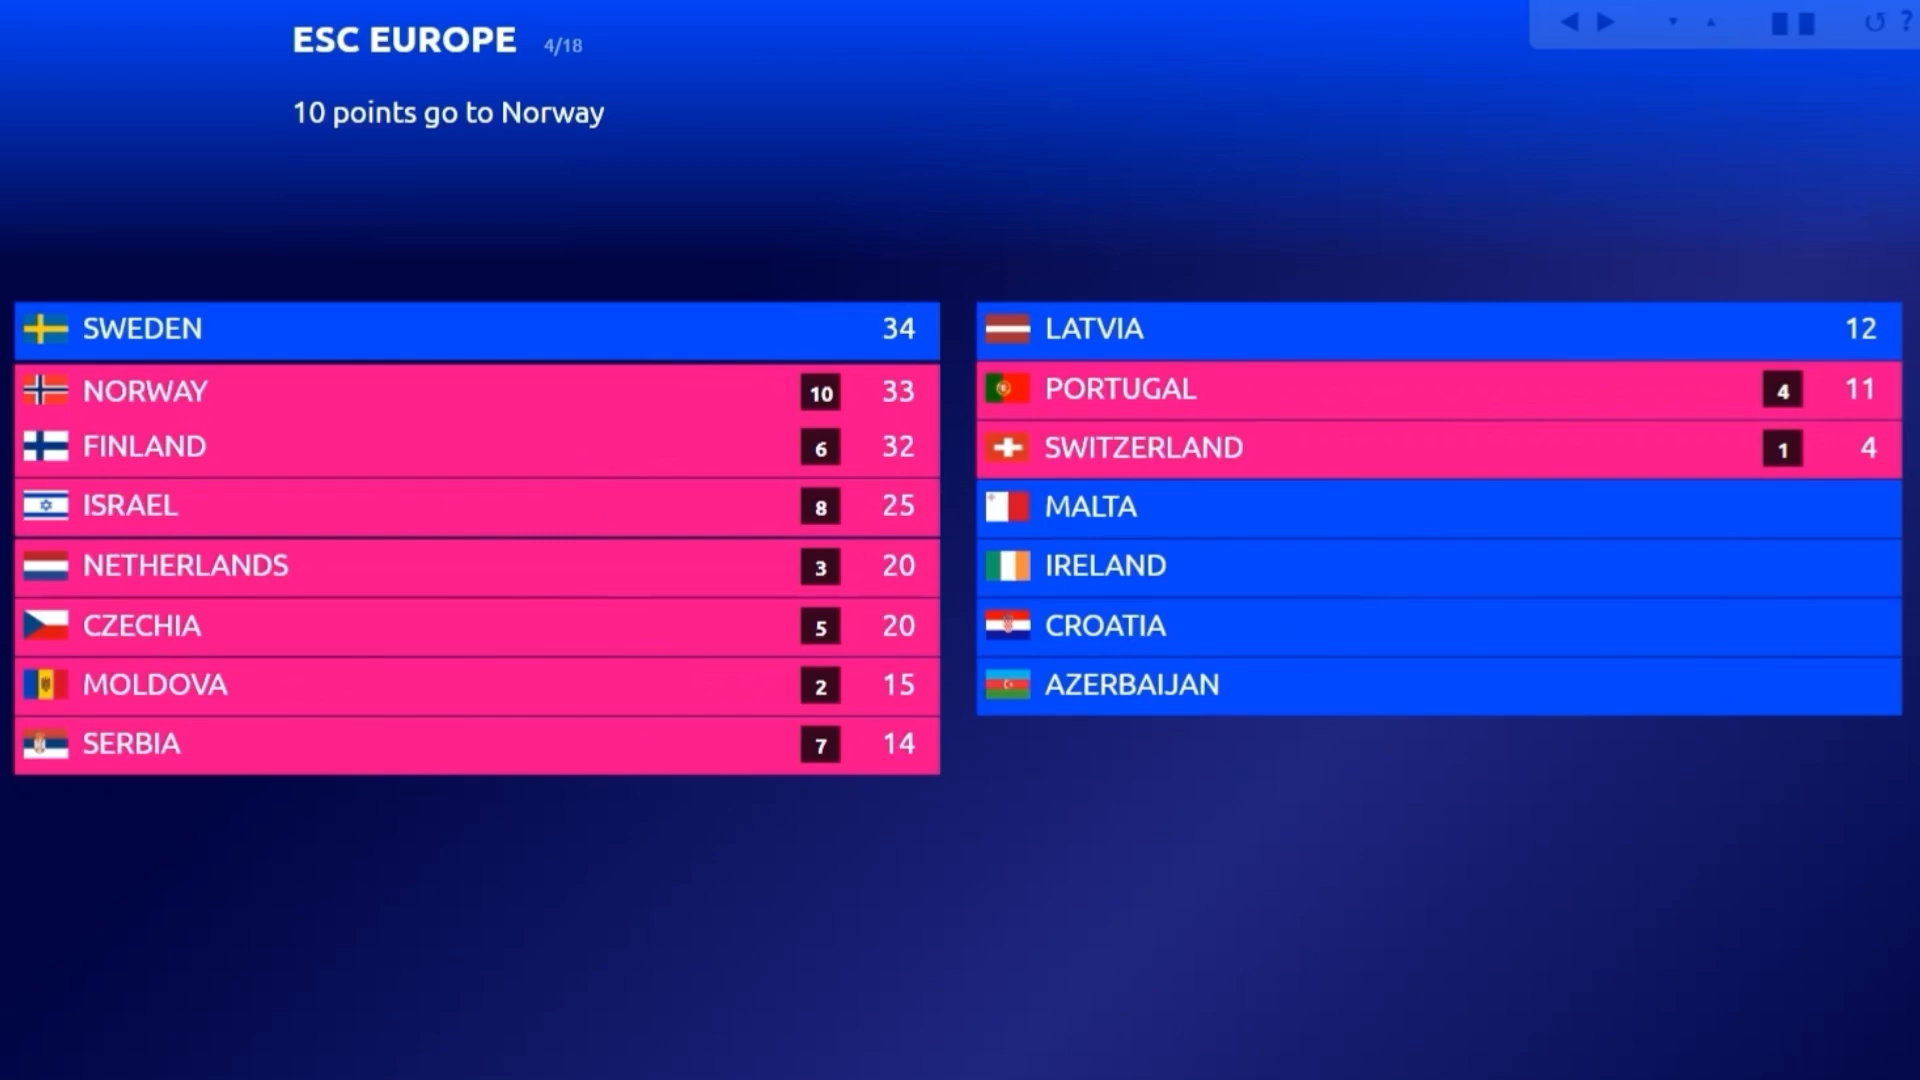 ESC EUROPE 4/18
?
10 points go to Norway
SWEDEN 34
NORWAY 10 33
FINLAND 6 32
ISRAEL 8 25
NETHERLANDS 3 20
CZECHIA 5 20
MOLDOVA 2 15
SERBIA 7 14
LATVIA 12
PORTUGAL 4 11
SWITZERLAND 1 4
MALTA
IRELAND
CROATIA
AZERBAIJAN